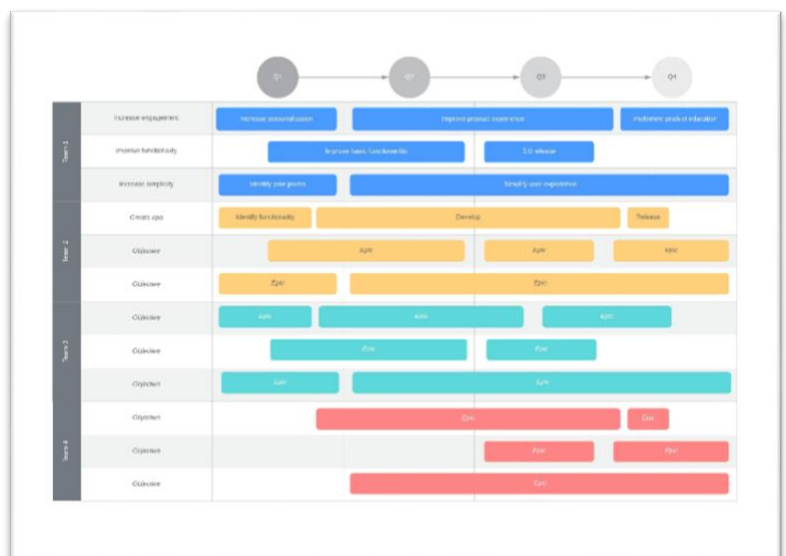 Q1
Q2
Q3
Q4
Team 1
Increase engagement
Increase personalization
Improve product experience
Implement product education
Maintain functionality
Improve basic functionality
3.0 release
Increase simplicity
Identify pain points
Simplify user experience
Team 2
Create app
Identify functionality
Develop
Release
Objective
Epic
Epic
Epic
Objective
Epic
Epic
Team 3
Objective
Epic
Epic
Epic
Objective
Epic
Epic
Objective
Epic
Epic
Team 4
Objective
Epic
Epic
Objective
Epic
Epic
Objective
Epic